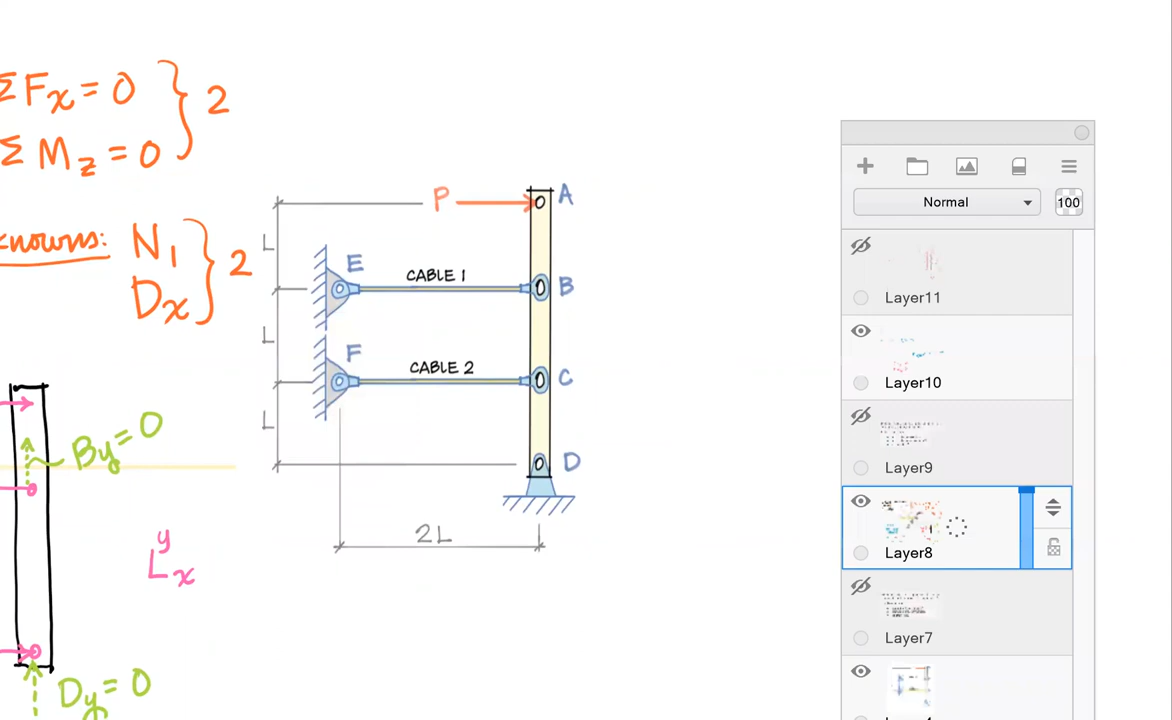 ΣFx = 0
ΣMz = 0
} 2
knowns:
N1
Dx
} 2
P
A
L
E
CABLE 1
B
L
F
CABLE 2
C
L
D
2L
By = 0
y
x
Dy = 0
Normal
100
Layer11
Layer10
Layer9
Layer8
Layer7